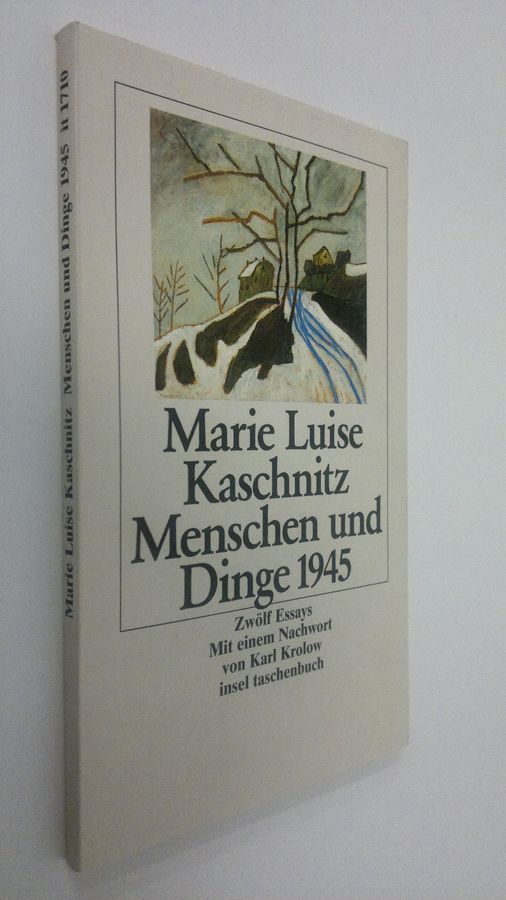 Marie Luise Kaschnitz Menschen und Dinge 1945 it 1710
Marie Luise
Kaschnitz
Menschen und
Dinge 1945
Zwölf Essays
Mit einem Nachwort
von Karl Krolow
insel taschenbuch